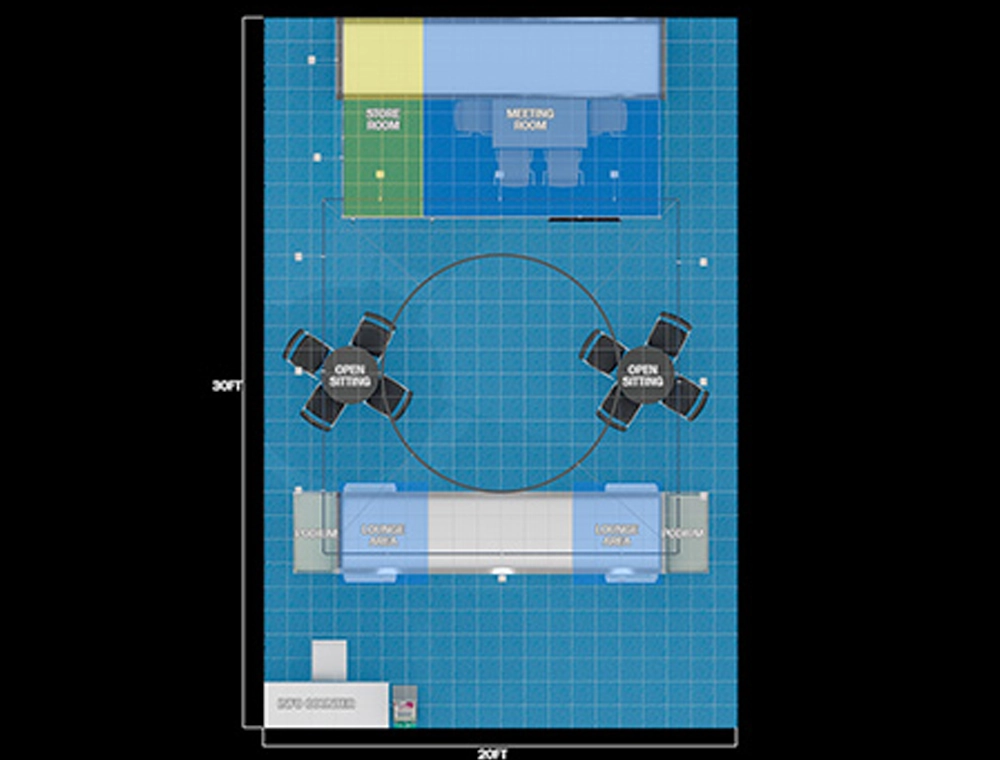 STORE
ROOM
MEETING
ROOM
OPEN
SITTING
OPEN
SITTING
30FT
PODIUM
LOUNGE
AREA
LOUNGE
AREA
PODIUM
INFO COUNTER
20FT